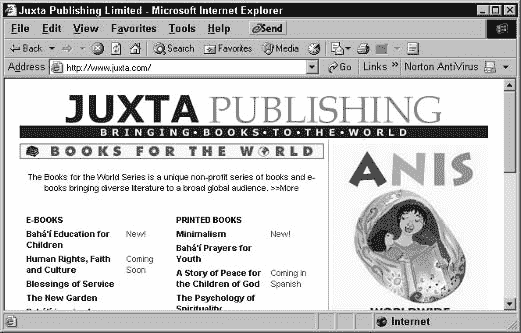 Juxta Publishing Limited - Microsoft Internet Explorer
File Edit View Favorites Tools Help Send
Back Search Favorites Media
Address http://www.juxta.com/ Go Links » Norton AntiVirus
JUXTA PUBLISHING
BRINGING•BOOKS•TO•THE•WORLD
BOOKS FOR THE WORLD
The Books for the World Series is a unique non-profit series of books and e-
books bringing diverse literature to a broad global audience. >>More
ANIS
E-BOOKS
Bahá'í Education for
Children
New!
Human Rights, Faith
and Culture
Coming
Soon
Blessings of Service
The New Garden
PRINTED BOOKS
Minimalism
New!
Bahá'í Prayers for
Youth
A Story of Peace for
the Children of God
Coming in
Spanish
The Psychology of
Spirituality
WORLDWIDE
Internet